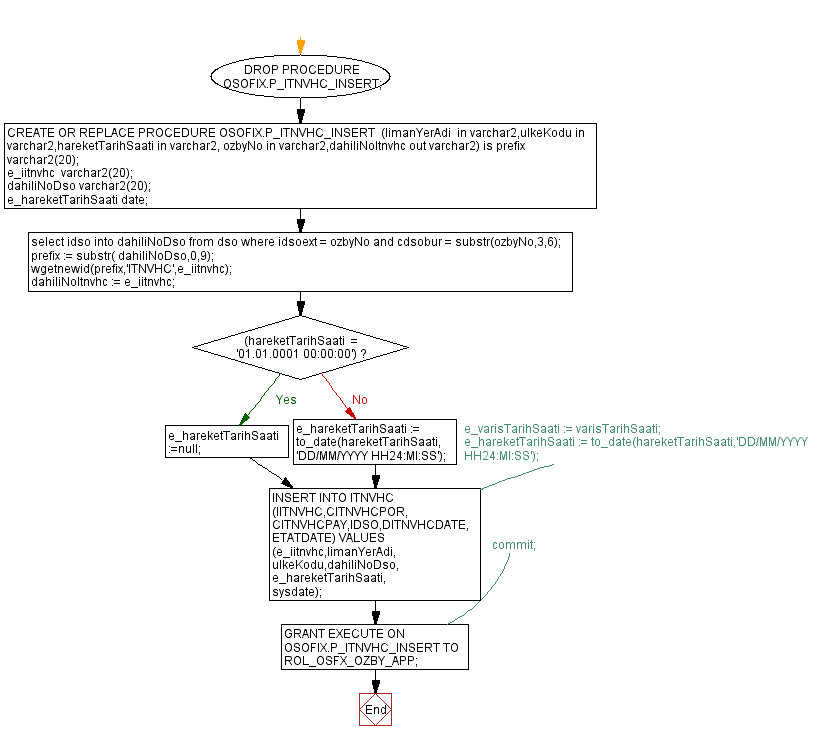 DROP PROCEDURE
OSOFIX.P_ITNVHC_INSERT;
CREATE OR REPLACE PROCEDURE OSOFIX.P_ITNVHC_INSERT (limanYerAdi in varchar2,ulkeKodu in
varchar2,hareketTarihSaati in varchar2, ozbyNo in varchar2,dahiliNoItnvhc out varchar2) is prefix
varchar2(20);
e_iitnvhc varchar2(20);
dahiliNoDso varchar2(20);
e_hareketTarihSaati date;
select idso into dahiliNoDso from dso where idsoext = ozbyNo and cdsobur = substr(ozbyNo,3,6);
prefix := substr( dahiliNoDso,0,9);
wgetnewid(prefix,'ITNVHC',e_iitnvhc);
dahiliNoItnvhc := e_iitnvhc;
(hareketTarihSaati =
'01.01.0001 00:00:00') ?
Yes
No
e_hareketTarihSaati
:=null;
e_hareketTarihSaati :=
to_date(hareketTarihSaati,
'DD/MM/YYYY HH24:MI:SS');
e_varisTarihSaati := varisTarihSaati;
e_hareketTarihSaati := to_date(hareketTarihSaati,'DD/MM/YYYY
HH24:MI:SS');
INSERT INTO ITNVHC
(IITNVHC,CITNVHCPOR,
CITNVHCPAY,IDSO,DITNVHCDATE,
ETATDATE) VALUES
(e_iitnvhc,limanYerAdi,
ulkeKodu,dahiliNoDso,
e_hareketTarihSaati,
sysdate);
commit;
GRANT EXECUTE ON
OSOFIX.P_ITNVHC_INSERT TO
ROL_OSFX_OZBY_APP;
End